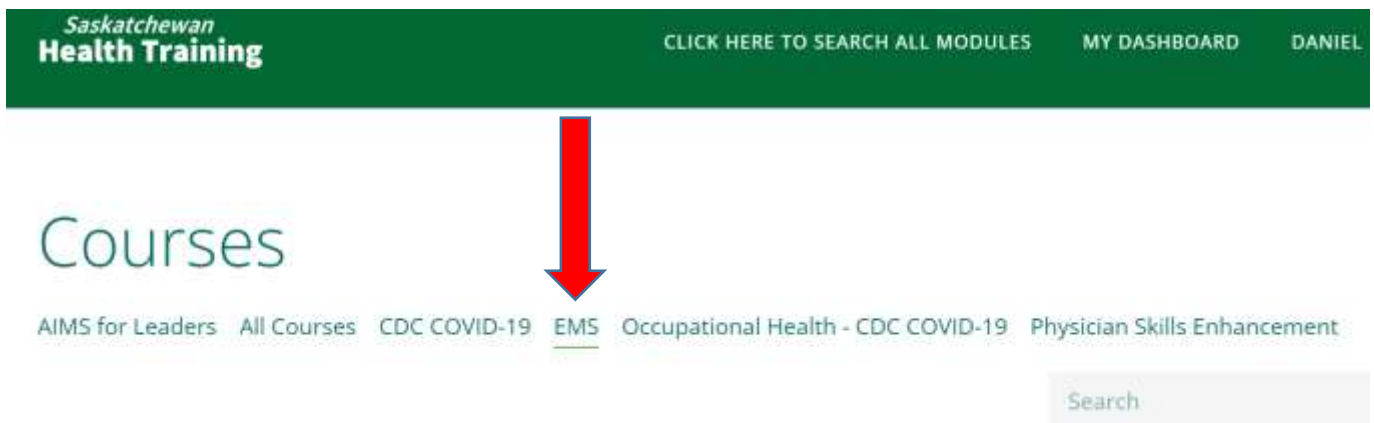 Saskatchewan
Health Training
CLICK HERE TO SEARCH ALL MODULES MY DASHBOARD DANIEL
Courses
AIMS for Leaders All Courses CDC COVID-19 EMS Occupational Health - CDC COVID-19 Physician Skills Enhancement
Search